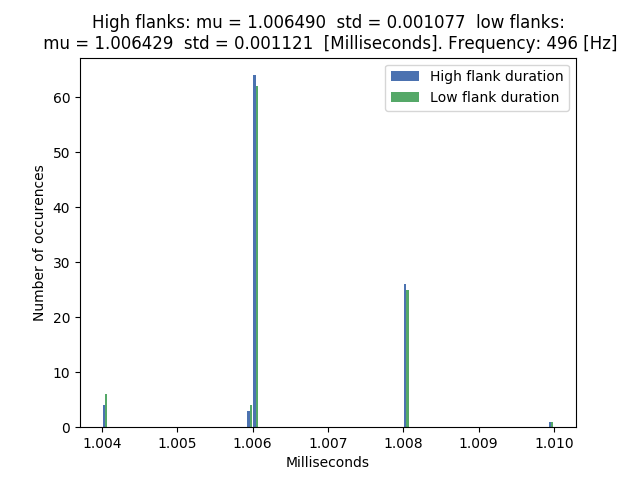 High flanks: mu = 1.006490  std = 0.001077  low flanks:
mu = 1.006429  std = 0.001121  [Milliseconds]. Frequency: 496 [Hz]
High flank duration
Low flank duration
60
50
40
30
20
10
0
Number of occurences
1.004 1.005 1.006 1.007 1.008 1.009 1.010
Milliseconds